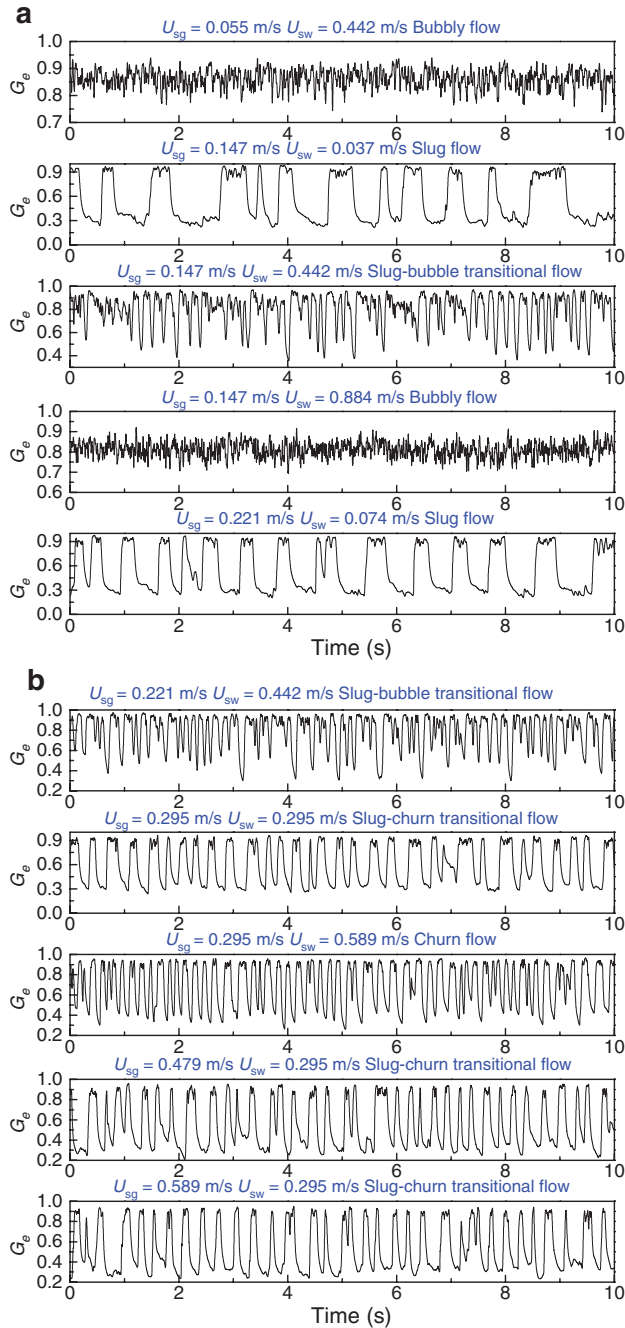 a
U_sg = 0.055 m/s U_sw = 0.442 m/s Bubbly flow
1.0
0.9
0.8
0.7
G_e
0 2 4 6 8 10
U_sg = 0.147 m/s U_sw = 0.037 m/s Slug flow
0.9
0.6
0.3
0.0
G_e
0 2 4 6 8 10
U_sg = 0.147 m/s U_sw = 0.442 m/s Slug-bubble transitional flow
1.0
0.8
0.6
0.4
G_e
0 2 4 6 8 10
U_sg = 0.147 m/s U_sw = 0.884 m/s Bubbly flow
1.0
0.9
0.8
0.7
0.6
G_e
0 2 4 6 8 10
U_sg = 0.221 m/s U_sw = 0.074 m/s Slug flow
0.9
0.6
0.3
0.0
G_e
0 2 4 6 8 10
Time (s)
b
U_sg = 0.221 m/s U_sw = 0.442 m/s Slug-bubble transitional flow
1.0
0.8
0.6
0.4
0.2
G_e
0 2 4 6 8 10
U_sg = 0.295 m/s U_sw = 0.295 m/s Slug-churn transitional flow
0.9
0.6
0.3
0.0
G_e
0 2 4 6 8 10
U_sg = 0.295 m/s U_sw = 0.589 m/s Churn flow
1.0
0.8
0.6
0.4
0.2
G_e
0 2 4 6 8 10
U_sg = 0.479 m/s U_sw = 0.295 m/s Slug-churn transitional flow
1.0
0.8
0.6
0.4
0.2
G_e
0 2 4 6 8 10
U_sg = 0.589 m/s U_sw = 0.295 m/s Slug-churn transitional flow
1.0
0.8
0.6
0.4
0.2
G_e
0 2 4 6 8 10
Time (s)